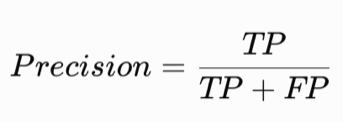 Precision = TP / (TP + FP)